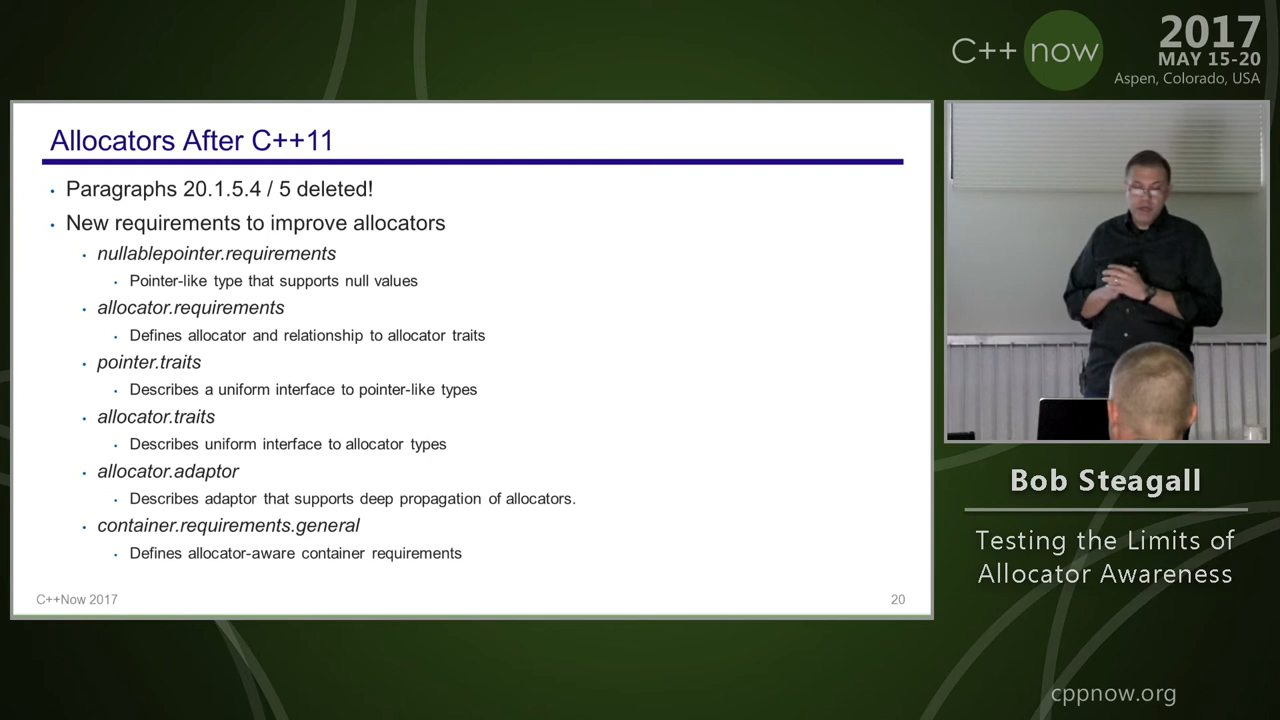 C++ now
2017
MAY 15-20
Aspen, Colorado, USA
Allocators After C++11
• Paragraphs 20.1.5.4 / 5 deleted!
• New requirements to improve allocators
• nullablepointer.requirements
• Pointer-like type that supports null values
• allocator.requirements
• Defines allocator and relationship to allocator traits
• pointer.traits
• Describes a uniform interface to pointer-like types
• allocator.traits
• Describes uniform interface to allocator types
• allocator.adaptor
• Describes adaptor that supports deep propagation of allocators.
• container.requirements.general
• Defines allocator-aware container requirements
C++Now 2017
20
Bob Steagall
Testing the Limits of
Allocator Awareness
cppnow.org